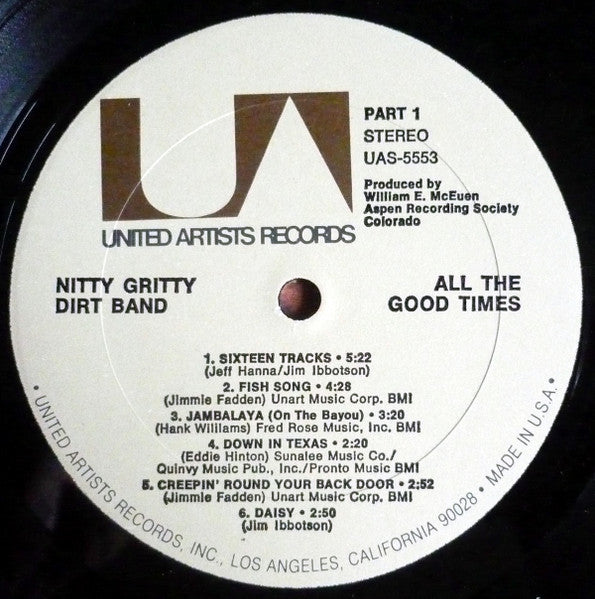 UA
PART 1
STEREO
UAS-5553
Produced by
William E. McEuen
Aspen Recording Society
Colorado
UNITED ARTISTS RECORDS
NITTY GRITTY
DIRT BAND
ALL THE
GOOD TIMES
1. SIXTEEN TRACKS • 5:22
(Jeff Hanna/Jim Ibbotson)
2. FISH SONG • 4:28
(Jimmie Fadden) Unart Music Corp. BMI
3. JAMBALAYA (On The Bayou) • 3:20
(Hank Williams) Fred Rose Music, Inc. BMI
4. DOWN IN TEXAS • 2:20
(Eddie Hinton) Sunalee Music Co./
Quinvy Music Pub., Inc./Pronto Music BMI
5. CREEPIN' ROUND YOUR BACK DOOR • 2:52
(Jimmie Fadden) Unart Music Corp. BMI
6. DAISY • 2:50
(Jim Ibbotson)
• UNITED ARTISTS RECORDS, INC., LOS ANGELES, CALIFORNIA 90028 • MADE IN U.S.A. •